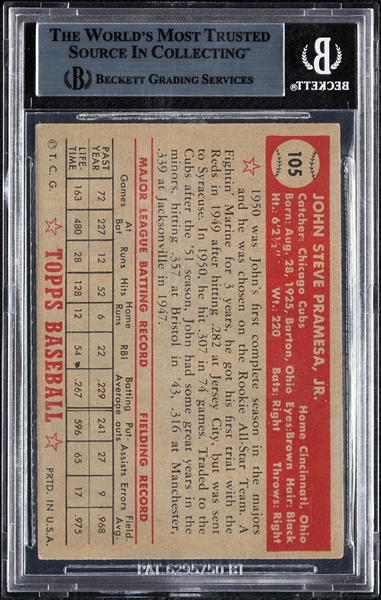 THE WORLD'S MOST TRUSTED
SOURCE IN COLLECTING™
BECKETT GRADING SERVICES
BECKETT
105
JOHN STEVE PRAMESA, JR.
Catcher: Chicago Cubs Home Cincinnati, Ohio
Born: Aug. 28, 1925, Barton, Ohio Eyes: Brown Hair: Black
Ht.: 6'2½" Wt.: 220 Bats: Right Throws: Right
1950 was John's first complete season in the majors
and he was chosen on the Rookie All-Star Team. A
Fightin' Marine for 3 years, he got his first trial with the
Reds in 1949 after hitting .282 at Jersey City, but was sent
to Syracuse. In 1950, he hit .307 in 74 games. Traded to the
Cubs after the '51 season, John had some great years in the
minors, hitting .357 at Bristol in '43, .316 at Manchester,
.339 at Jacksonville in 1947.
MAJOR LEAGUE BATTING RECORD FIELDING RECORD
Games At Bat Runs Hits Home Runs RBI Batting Average Put-outs Assists Errors Field. Avg.
PAST YEAR 72 227 12 52 6 22 .229 241 27 9 .968
LIFE-TIME 163 480 28 128 12 54 .267 596 65 17 .975
© T. C. G. TOPPS BASEBALL PRTD. IN U.S.A.
PAT. 6295750 B1